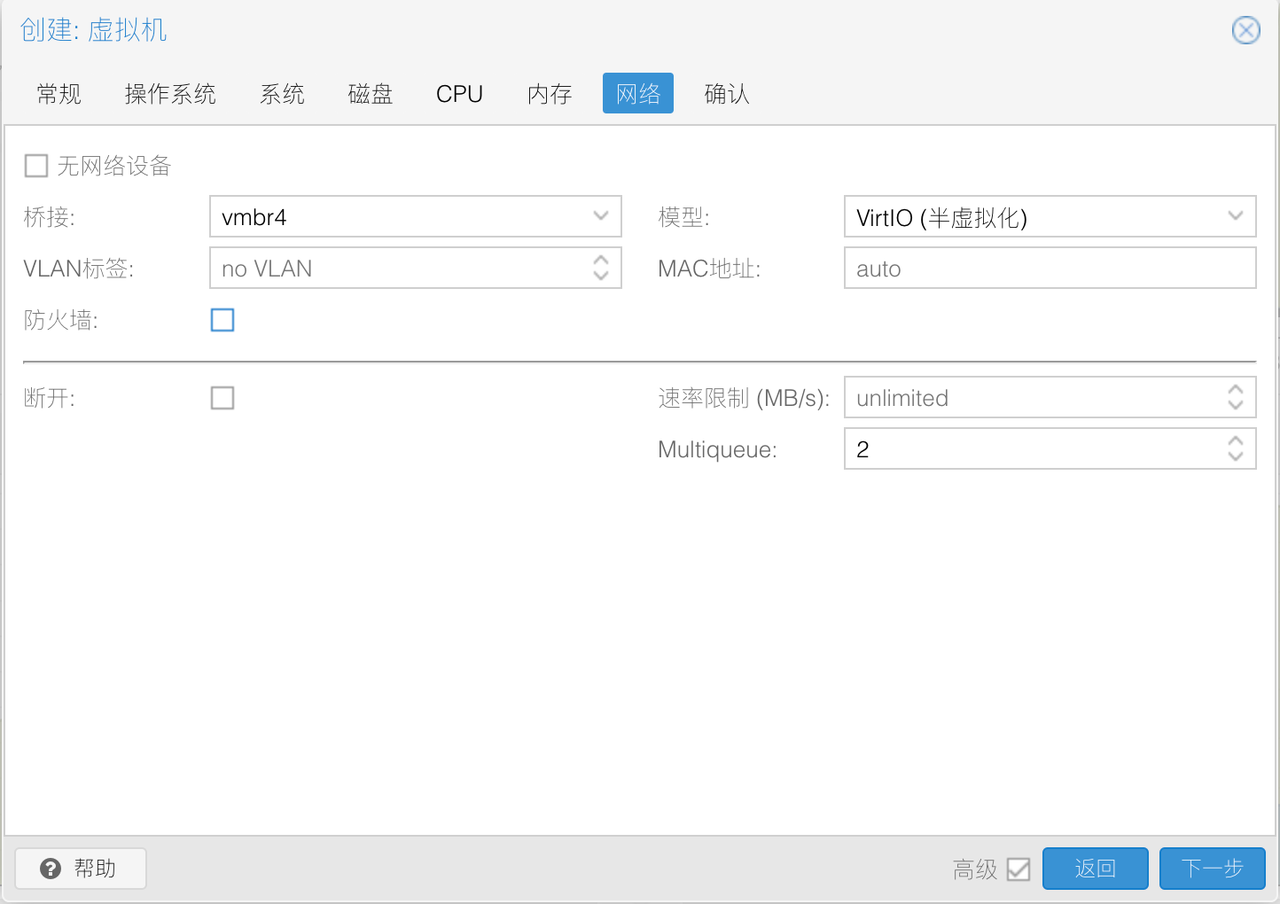 创建: 虚拟机
常规 操作系统 系统 磁盘 CPU 内存 网络 确认
无网络设备
桥接: vmbr4 模型: VirtIO (半虚拟化)
VLAN标签: no VLAN MAC地址: auto
防火墙:
断开: 速率限制 (MB/s): unlimited
Multiqueue: 2
帮助 高级 返回 下一步